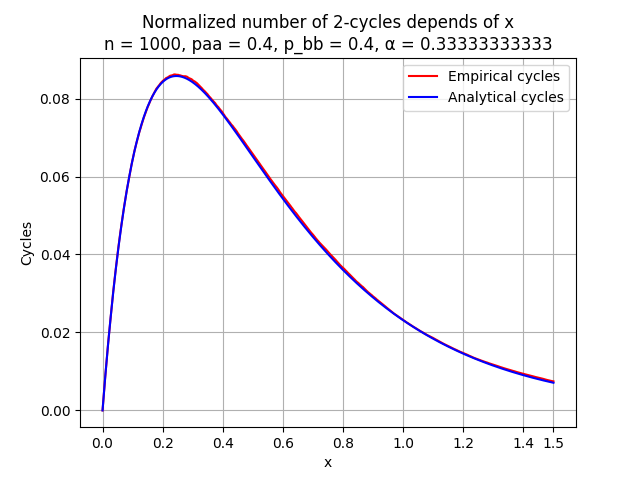 Normalized number of 2-cycles depends of x
n = 1000, paa = 0.4, p_bb = 0.4, α = 0.33333333333
Empirical cycles
Analytical cycles
0.08
0.06
0.04
0.02
0.00
Cycles
0.0 0.2 0.4 0.6 0.8 1.0 1.2 1.4 1.5
x